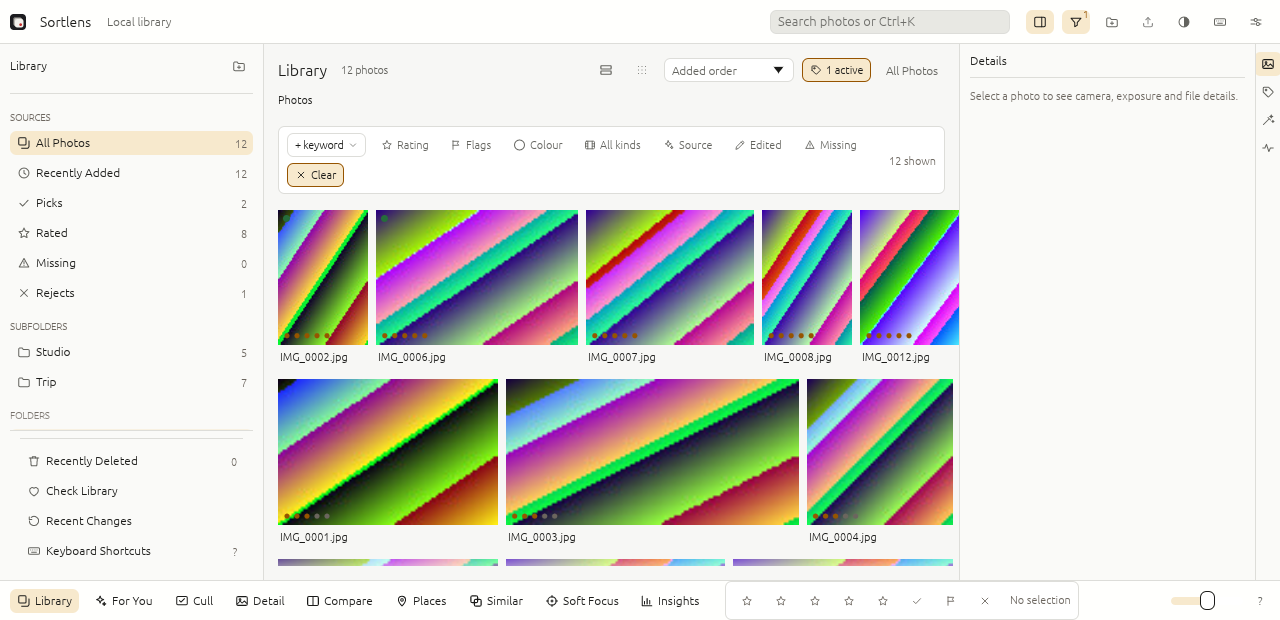 Sortlens Local library Search photos or Ctrl+K 1
Library
SOURCES
All Photos 12
Recently Added 12
Picks 2
Rated 8
Missing 0
Rejects 1
SUBFOLDERS
Studio 5
Trip 7
FOLDERS
Recently Deleted 0
Check Library
Recent Changes
Keyboard Shortcuts ?
Library 12 photos Added order 1 active All Photos
Photos
+ keyword Rating Flags Colour All kinds Source Edited Missing
12 shown
Clear
IMG_0002.jpg IMG_0006.jpg IMG_0007.jpg IMG_0008.jpg IMG_0012.jpg
IMG_0001.jpg IMG_0003.jpg IMG_0004.jpg
Details
Select a photo to see camera, exposure and file details.
Library For You Cull Detail Compare Places Similar Soft Focus Insights No selection ?